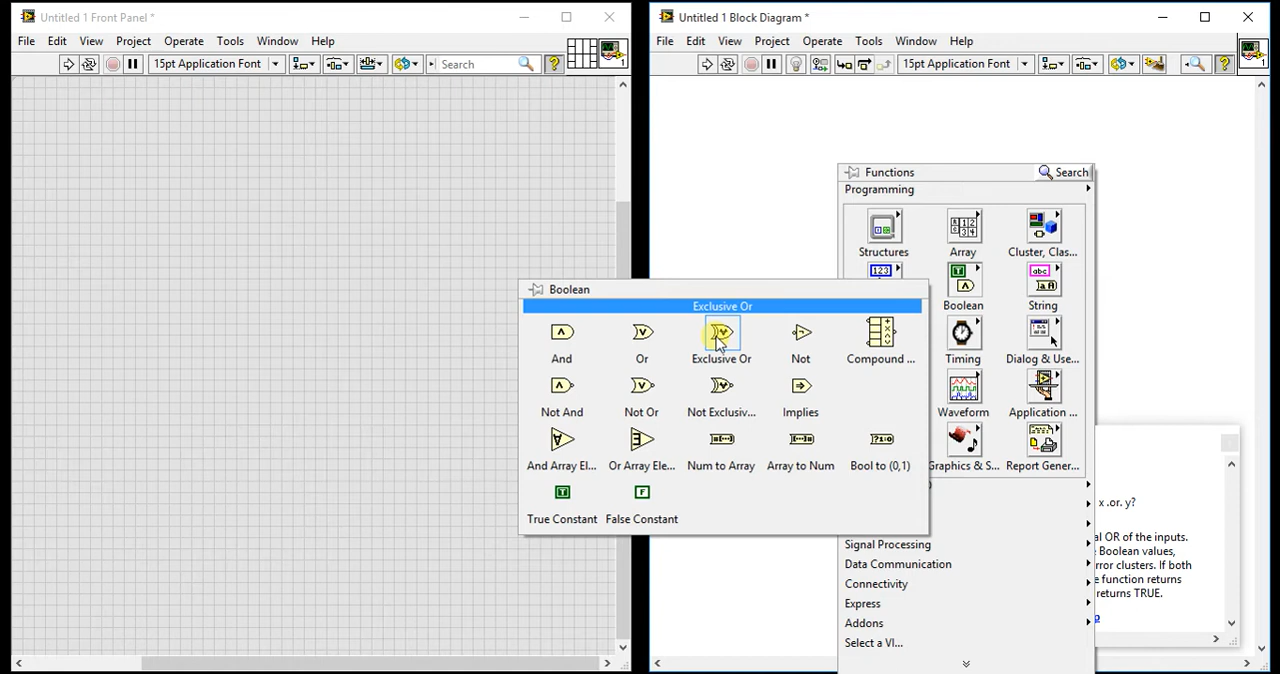 Untitled 1 Front Panel *
File Edit View Project Operate Tools Window Help
15pt Application Font
Search
1
Untitled 1 Block Diagram *
File Edit View Project Operate Tools Window Help
15pt Application Font
1
Functions
Search
Programming
Structures Array Cluster, Clas...
Boolean String
Timing Dialog & Use...
Waveform Application ...
Graphics & S... Report Gener...
Signal Processing
Data Communication
Connectivity
Express
Addons
Select a VI...
Boolean
Exclusive Or
And Or Exclusive Or Not Compound ...
Not And Not Or Not Exclusiv... Implies
And Array El... Or Array Ele... Num to Array Array to Num Bool to (0,1)
True Constant False Constant
x .or. y?
al OR of the inputs.
Boolean values,
rror clusters. If both
e function returns
returns TRUE.